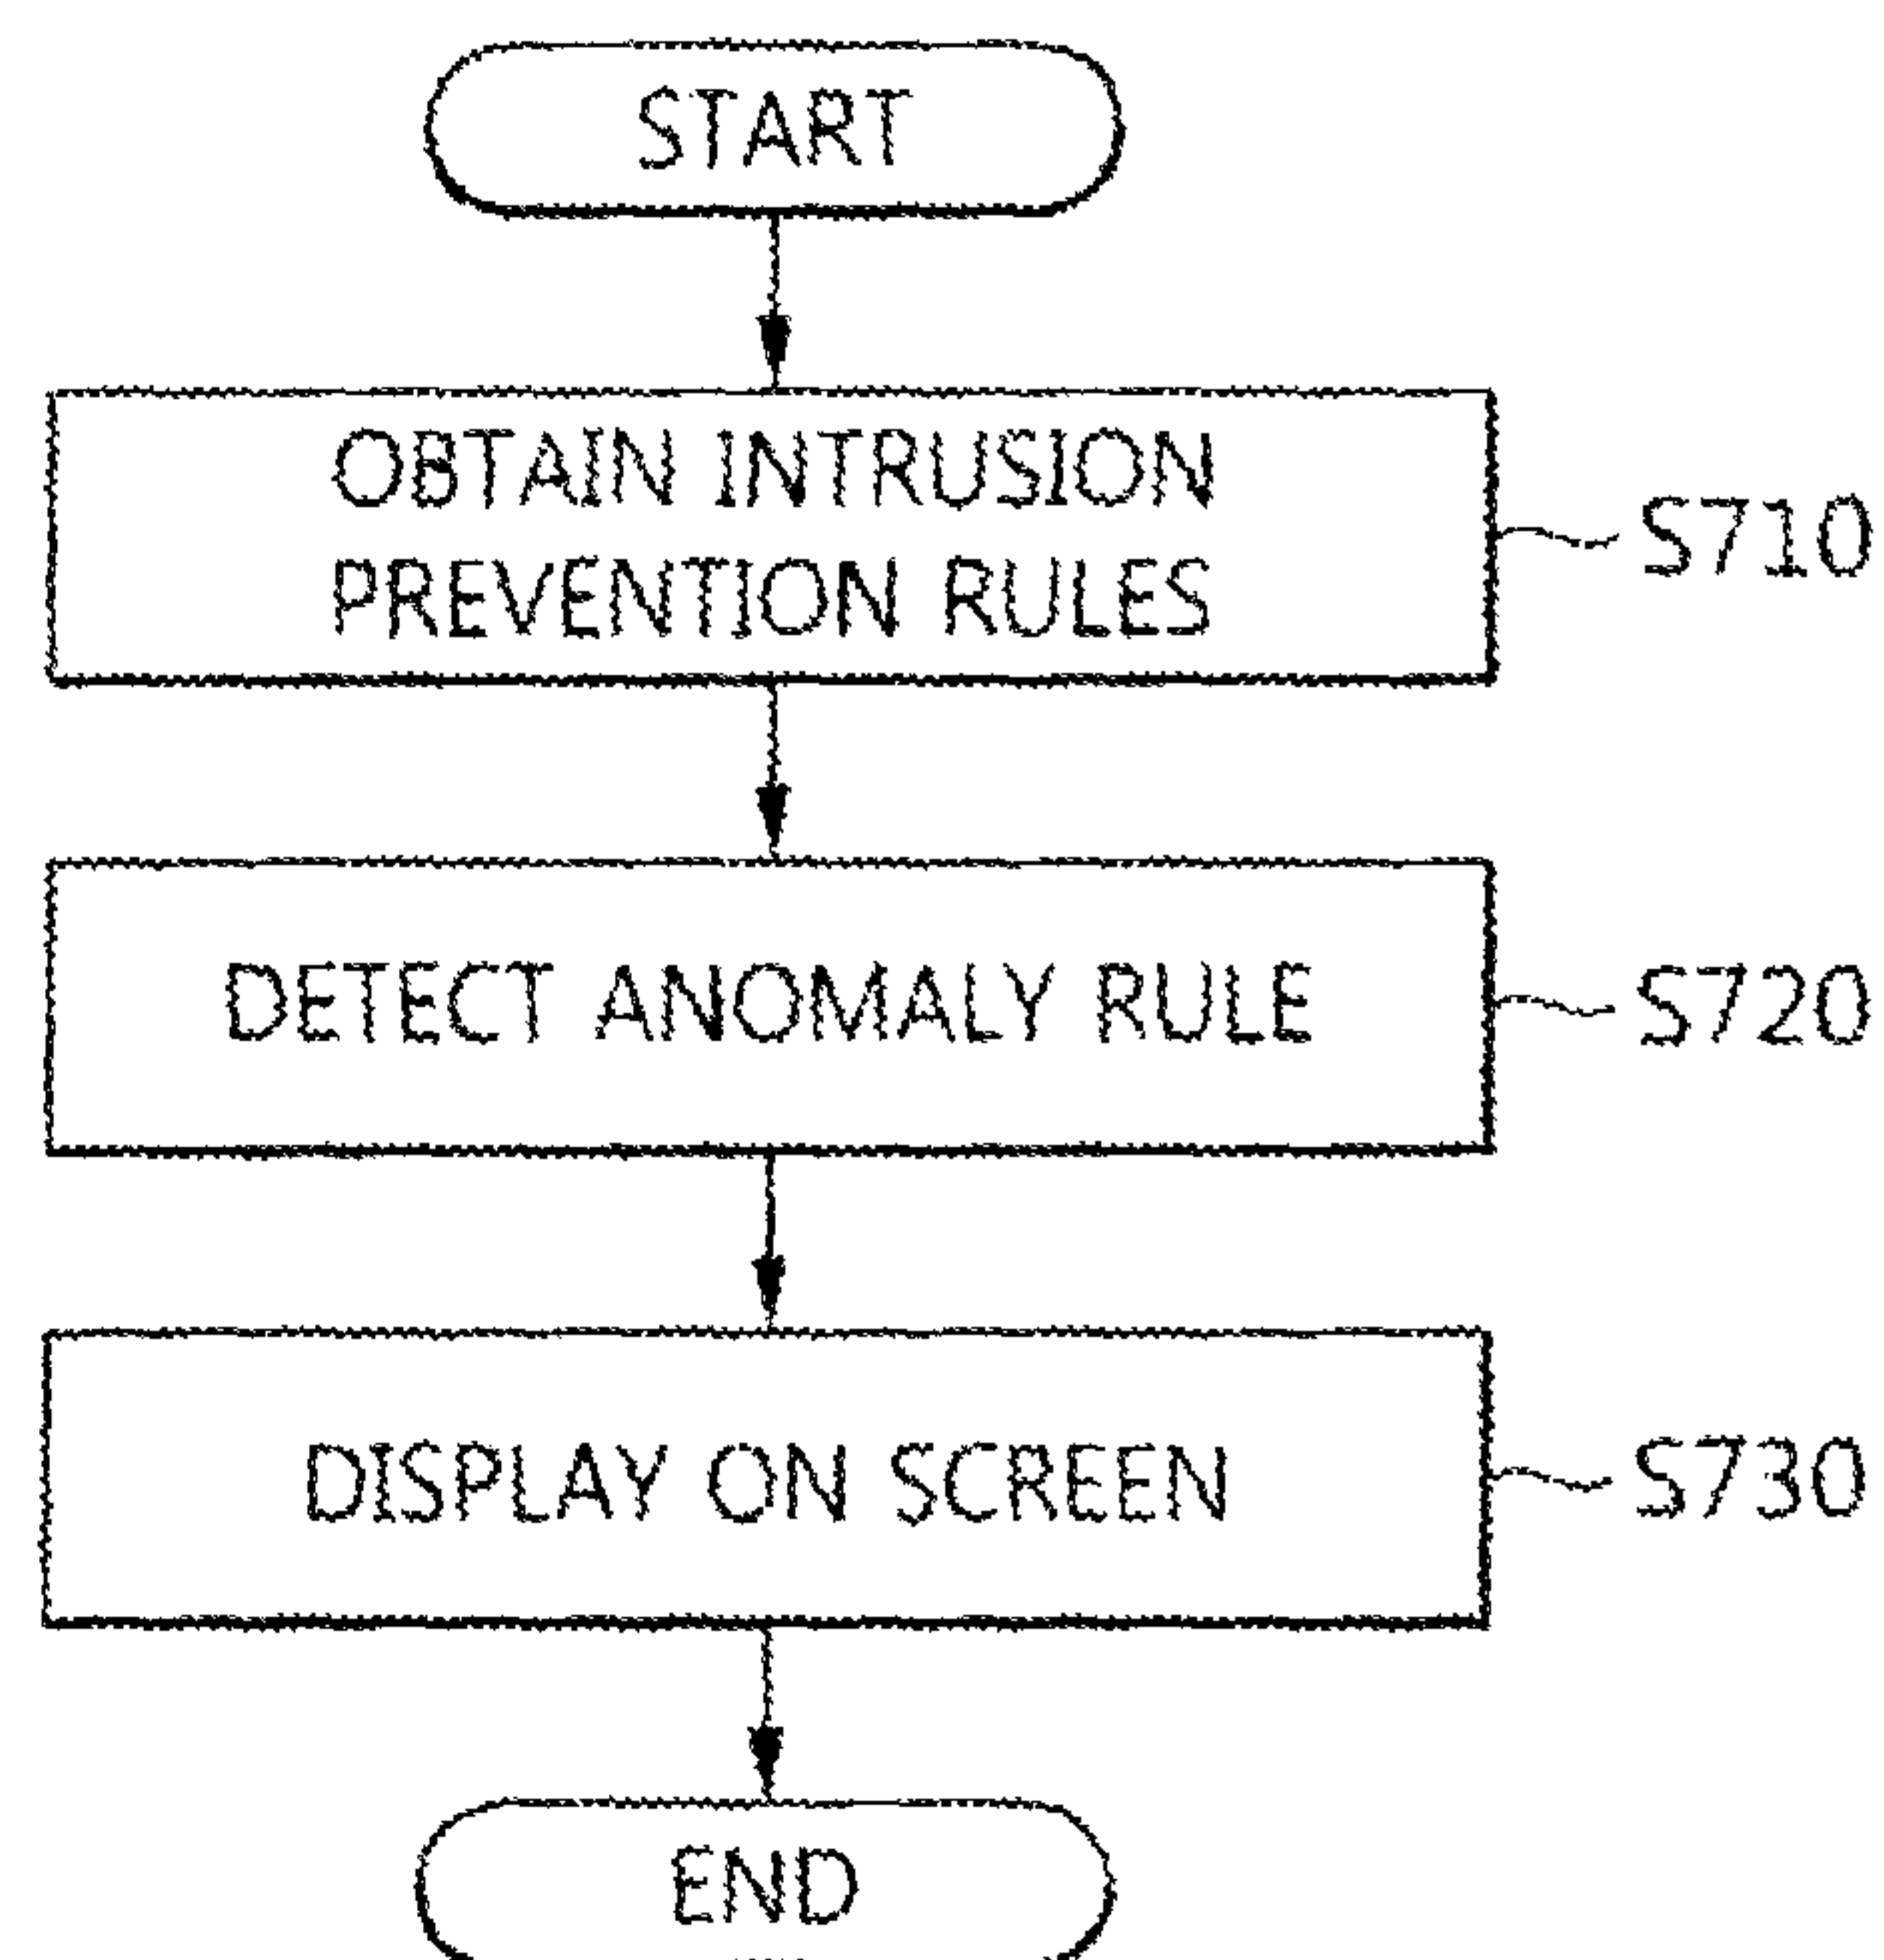 START
OBTAIN INTRUSION
PREVENTION RULES
S710
DETECT ANOMALY RULE
S720
DISPLAY ON SCREEN
S730
END